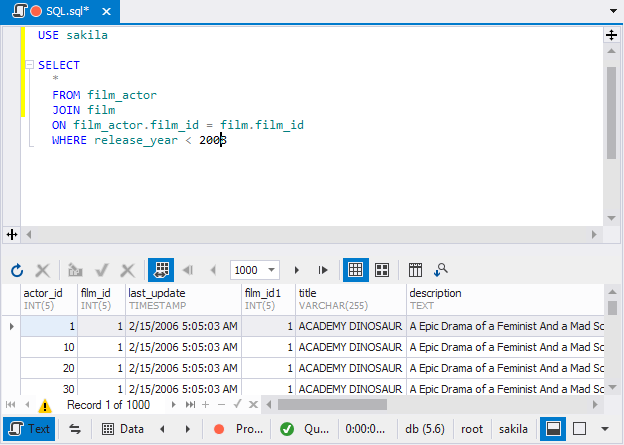 SQL.sql*
USE sakila
SELECT
*
FROM film_actor
JOIN film
ON film_actor.film_id = film.film_id
WHERE release_year < 2008
1000
actor_id film_id last_update film_id1 title description
INT(5) INT(5) TIMESTAMP INT(5) VARCHAR(255) TEXT
1 1 2/15/2006 5:05:03 AM 1 ACADEMY DINOSAUR A Epic Drama of a Feminist And a Mad Sc
10 1 2/15/2006 5:05:03 AM 1 ACADEMY DINOSAUR A Epic Drama of a Feminist And a Mad Sc
20 1 2/15/2006 5:05:03 AM 1 ACADEMY DINOSAUR A Epic Drama of a Feminist And a Mad Sc
30 1 2/15/2006 5:05:03 AM 1 ACADEMY DINOSAUR A Epic Drama of a Feminist And a Mad Sc
Record 1 of 1000
Text Data Pro... Qu... 0:00:0... db (5.6) root sakila